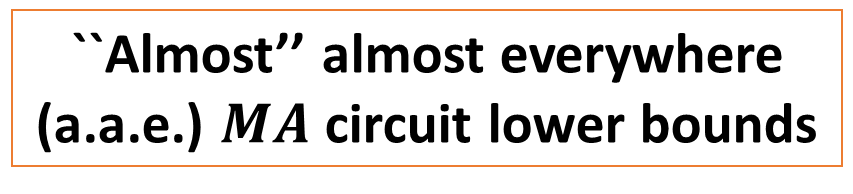 ``Almost’’ almost everywhere
(a.a.e.) MA circuit lower bounds